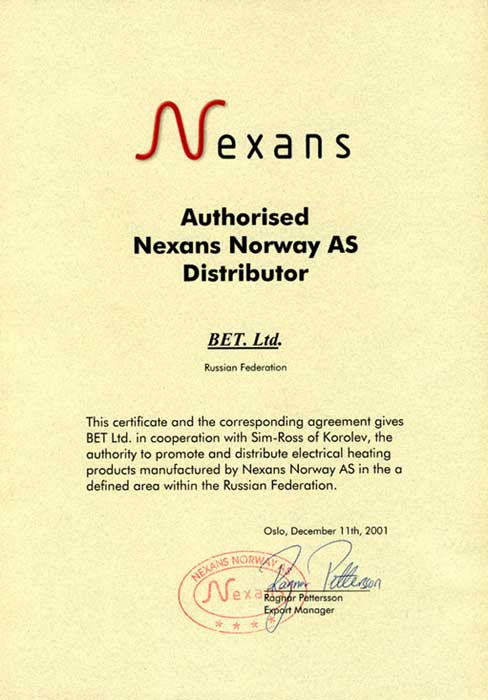 Nexans
Authorised
Nexans Norway AS
Distributor
BET. Ltd.
Russian Federation
This certificate and the corresponding agreement gives
BET Ltd. in cooperation with Sim-Ross of Korolev, the
authority to promote and distribute electrical heating
products manufactured by Nexans Norway AS in the a
defined area within the Russian Federation.
Oslo, December 11th, 2001
NEXANS NORWAY AS
Nexans
Ragnar Pettersson
Ragnar Pettersson
Export Manager